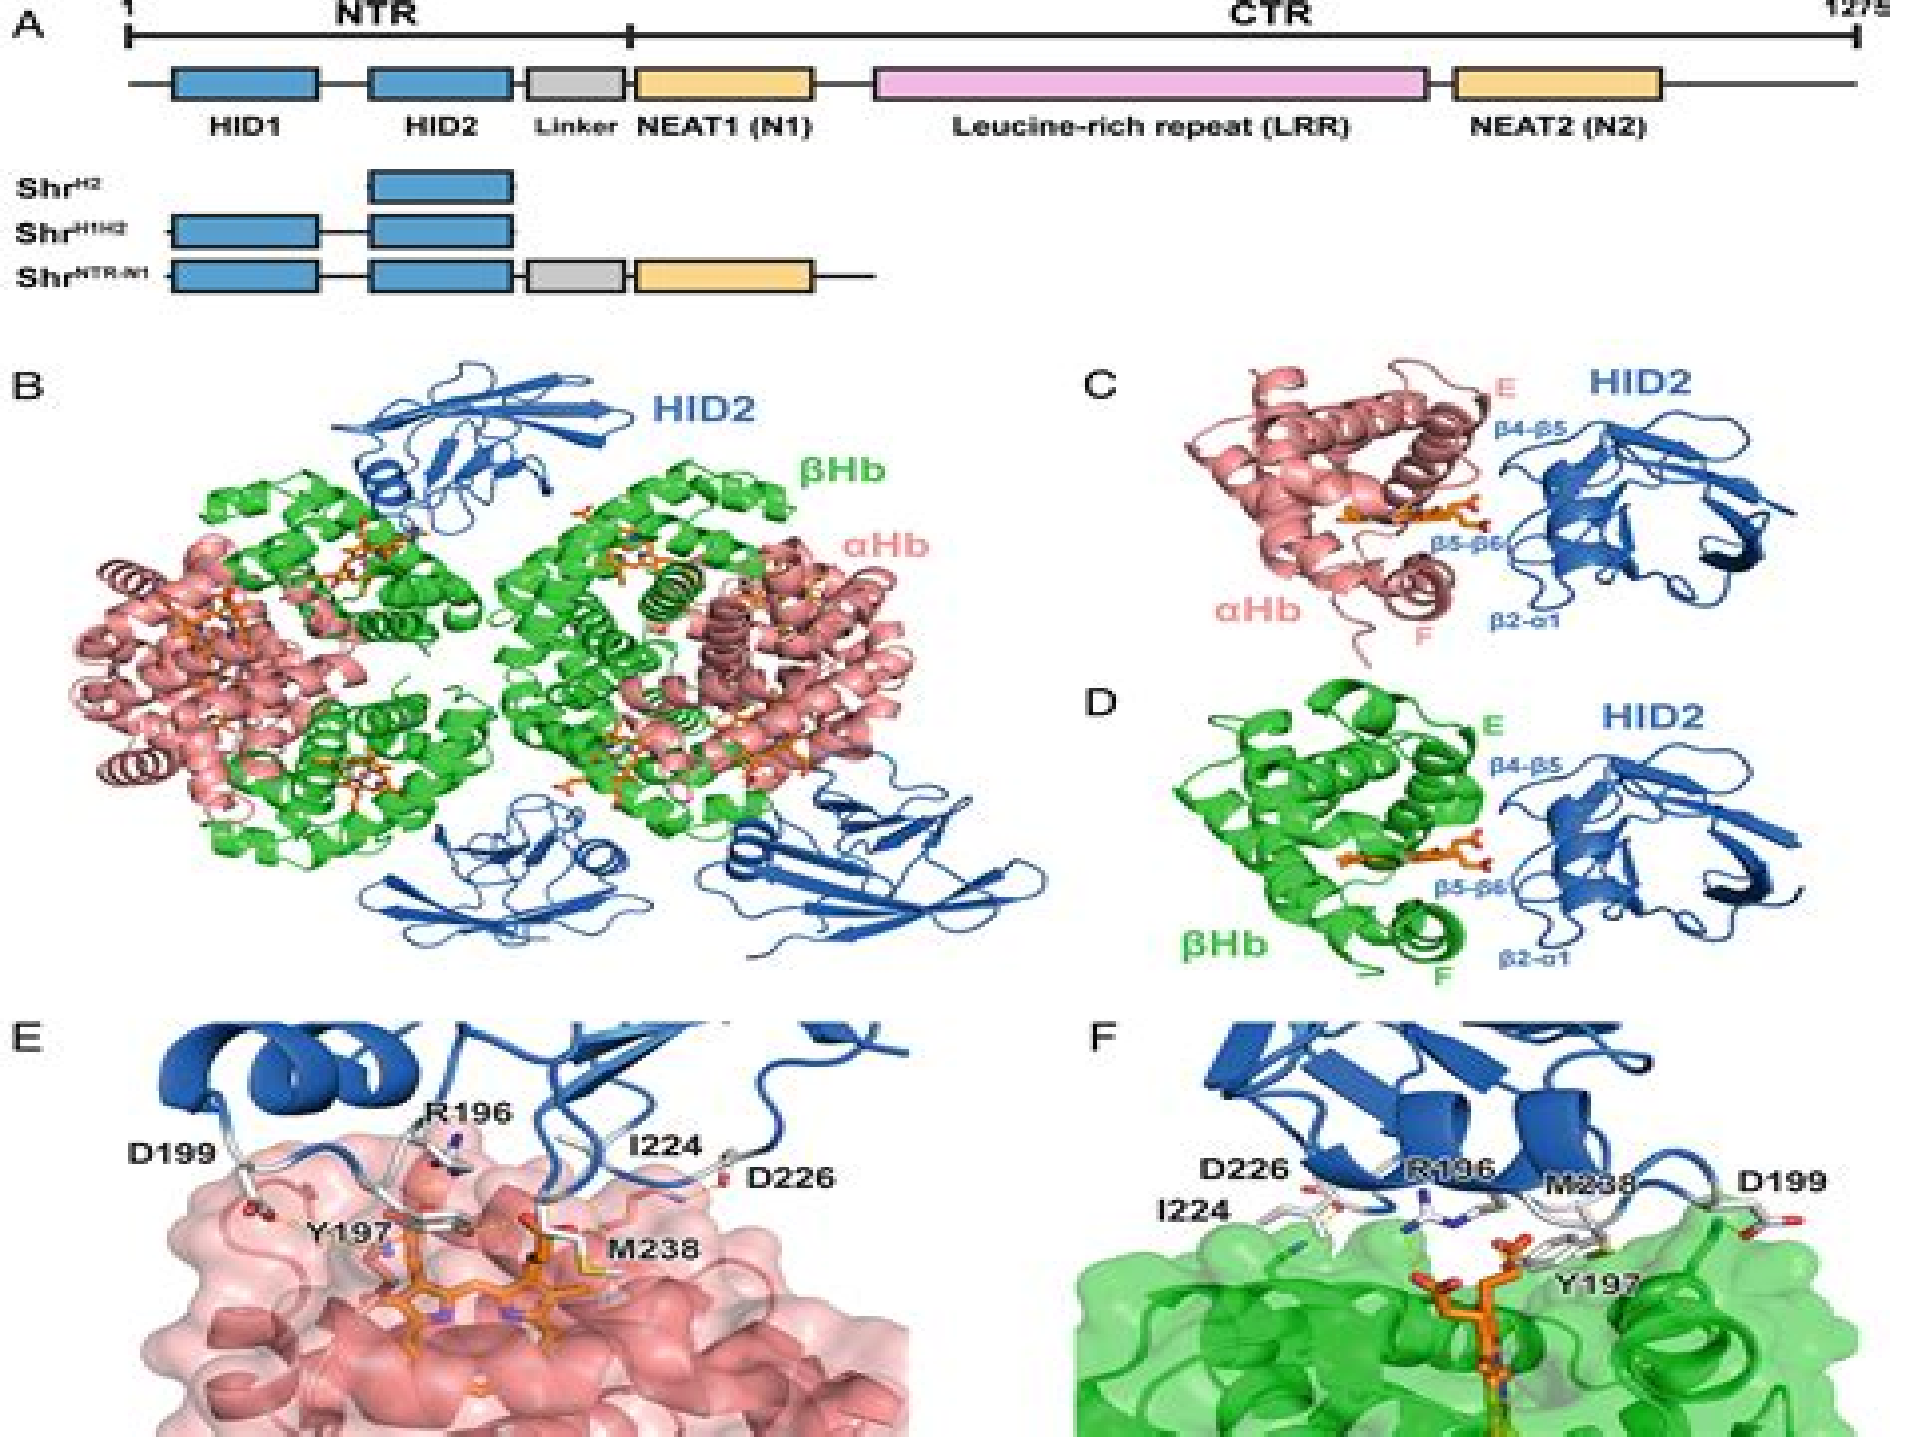 A
1 NTR CTR 1275
HID1 HID2 Linker NEAT1 (N1) Leucine-rich repeat (LRR) NEAT2 (N2)
Shr^H2
Shr^H1H2
Shr^NTR-N1
B
HID2
βHb
αHb
C
HID2
E
β4-β5
β5-β6
αHb
β2-α1
F
D
HID2
E
β4-β5
β5-β6
βHb
β2-α1
F
E
R196
D199
I224
D226
Y197
M238
F
D226
R196
M238
D199
I224
Y197